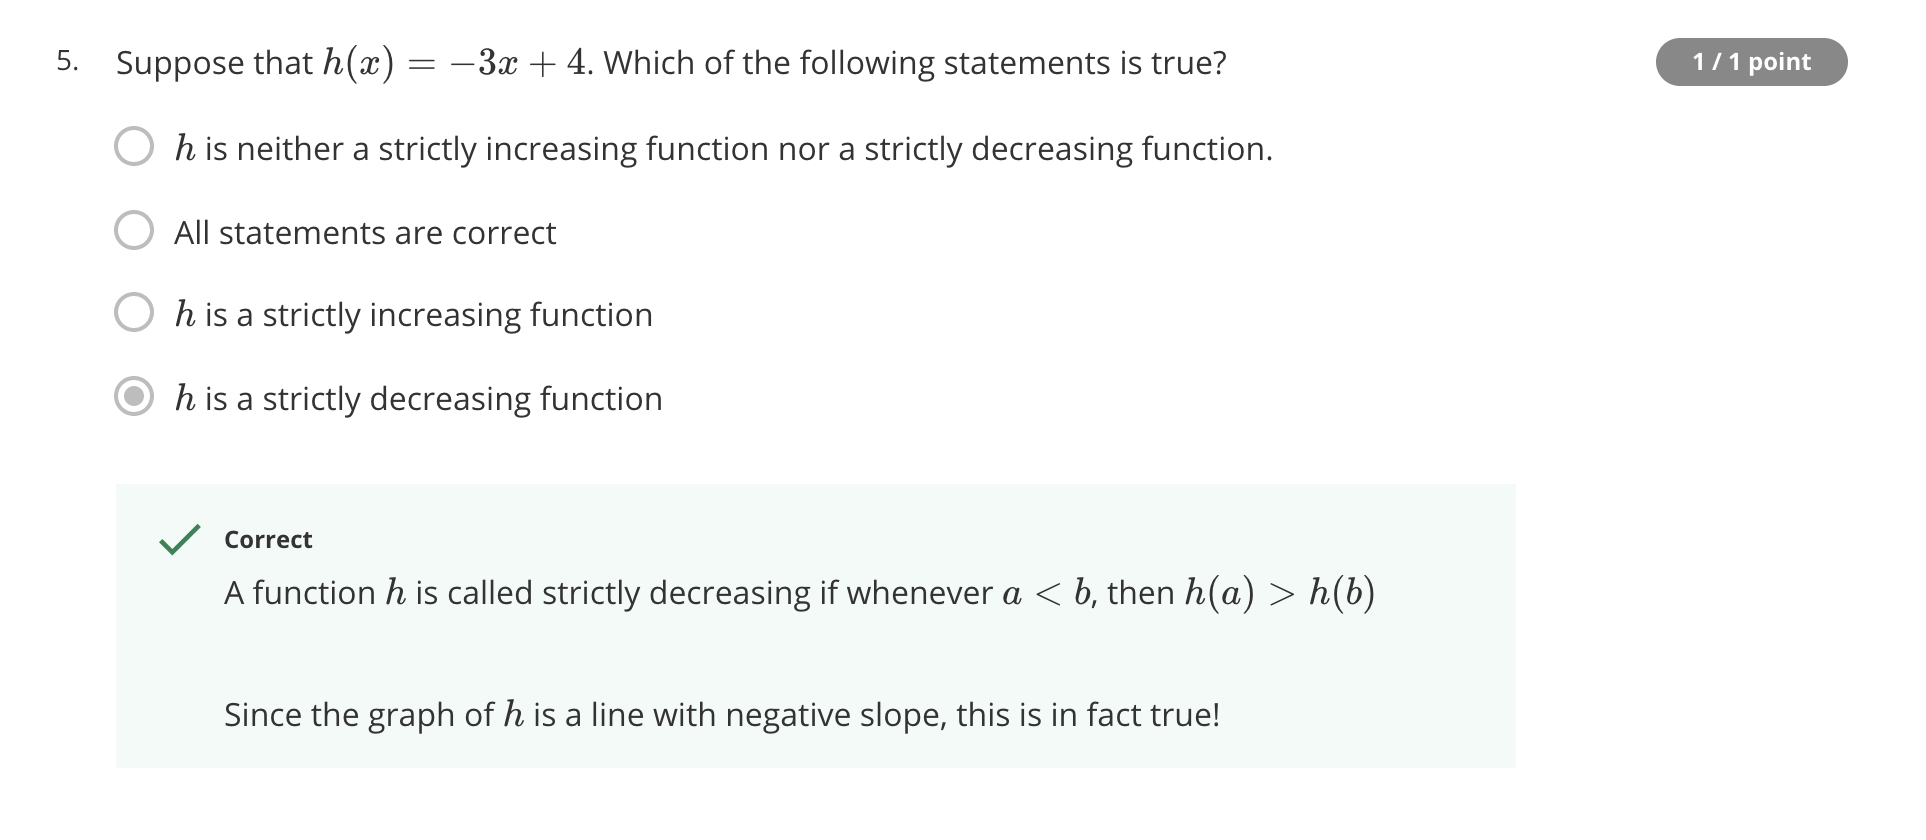 5. Suppose that h(x) = −3x + 4. Which of the following statements is true?
1 / 1 point
h is neither a strictly increasing function nor a strictly decreasing function.
All statements are correct
h is a strictly increasing function
h is a strictly decreasing function
Correct
A function h is called strictly decreasing if whenever a < b, then h(a) > h(b)
Since the graph of h is a line with negative slope, this is in fact true!